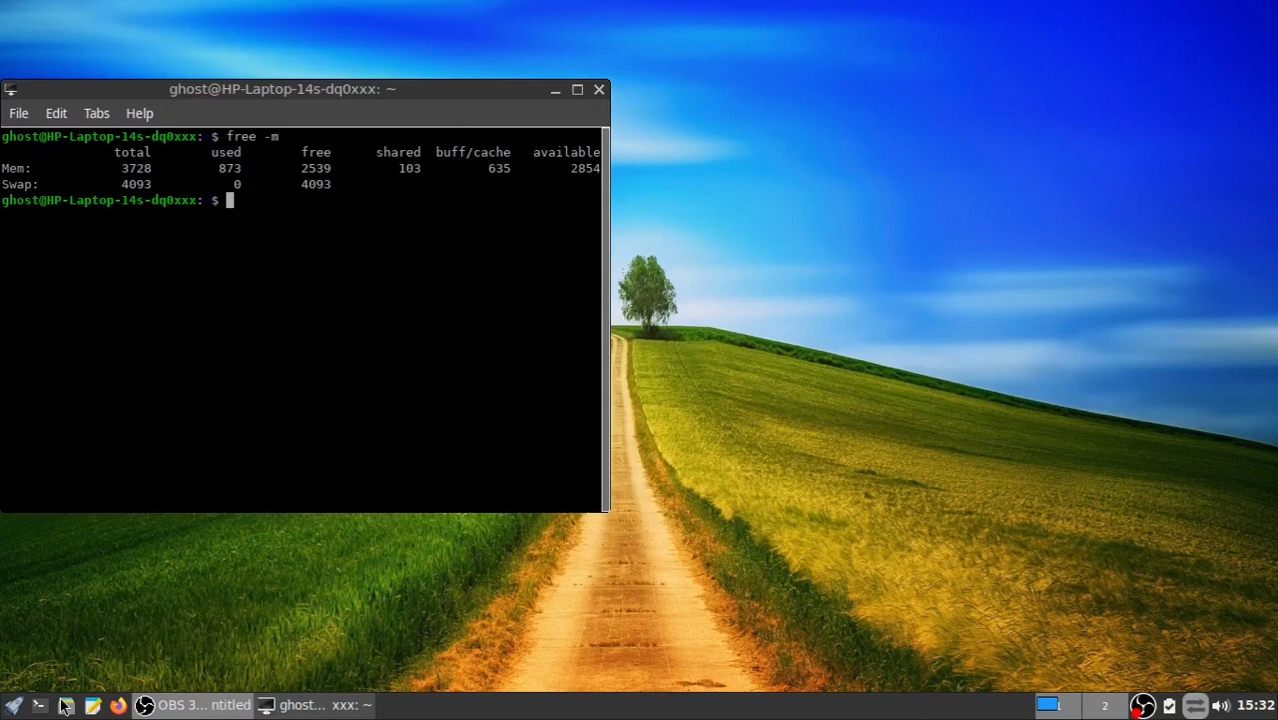 ghost@HP-Laptop-14s-dq0xxx: ~
File Edit Tabs Help
ghost@HP-Laptop-14s-dq0xxx: $ free -m
total used free shared buff/cache available
Mem: 3728 873 2539 103 635 2854
Swap: 4093 0 4093
ghost@HP-Laptop-14s-dq0xxx: $
OBS 3... ntitled ghost... xxx: ~ 1 2 15:32